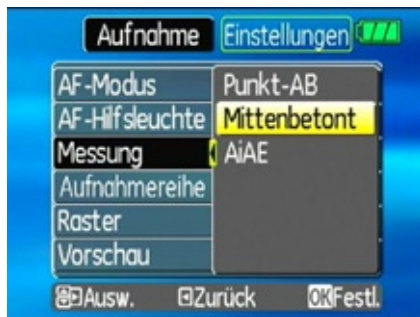 Aufnahme Einstellungen
AF-Modus Punkt-AB
AF-Hilfsleuchte Mittenbetont
Messung AiAE
Aufnahmereihe
Raster
Vorschau
Ausw. Zurück OK Festl.